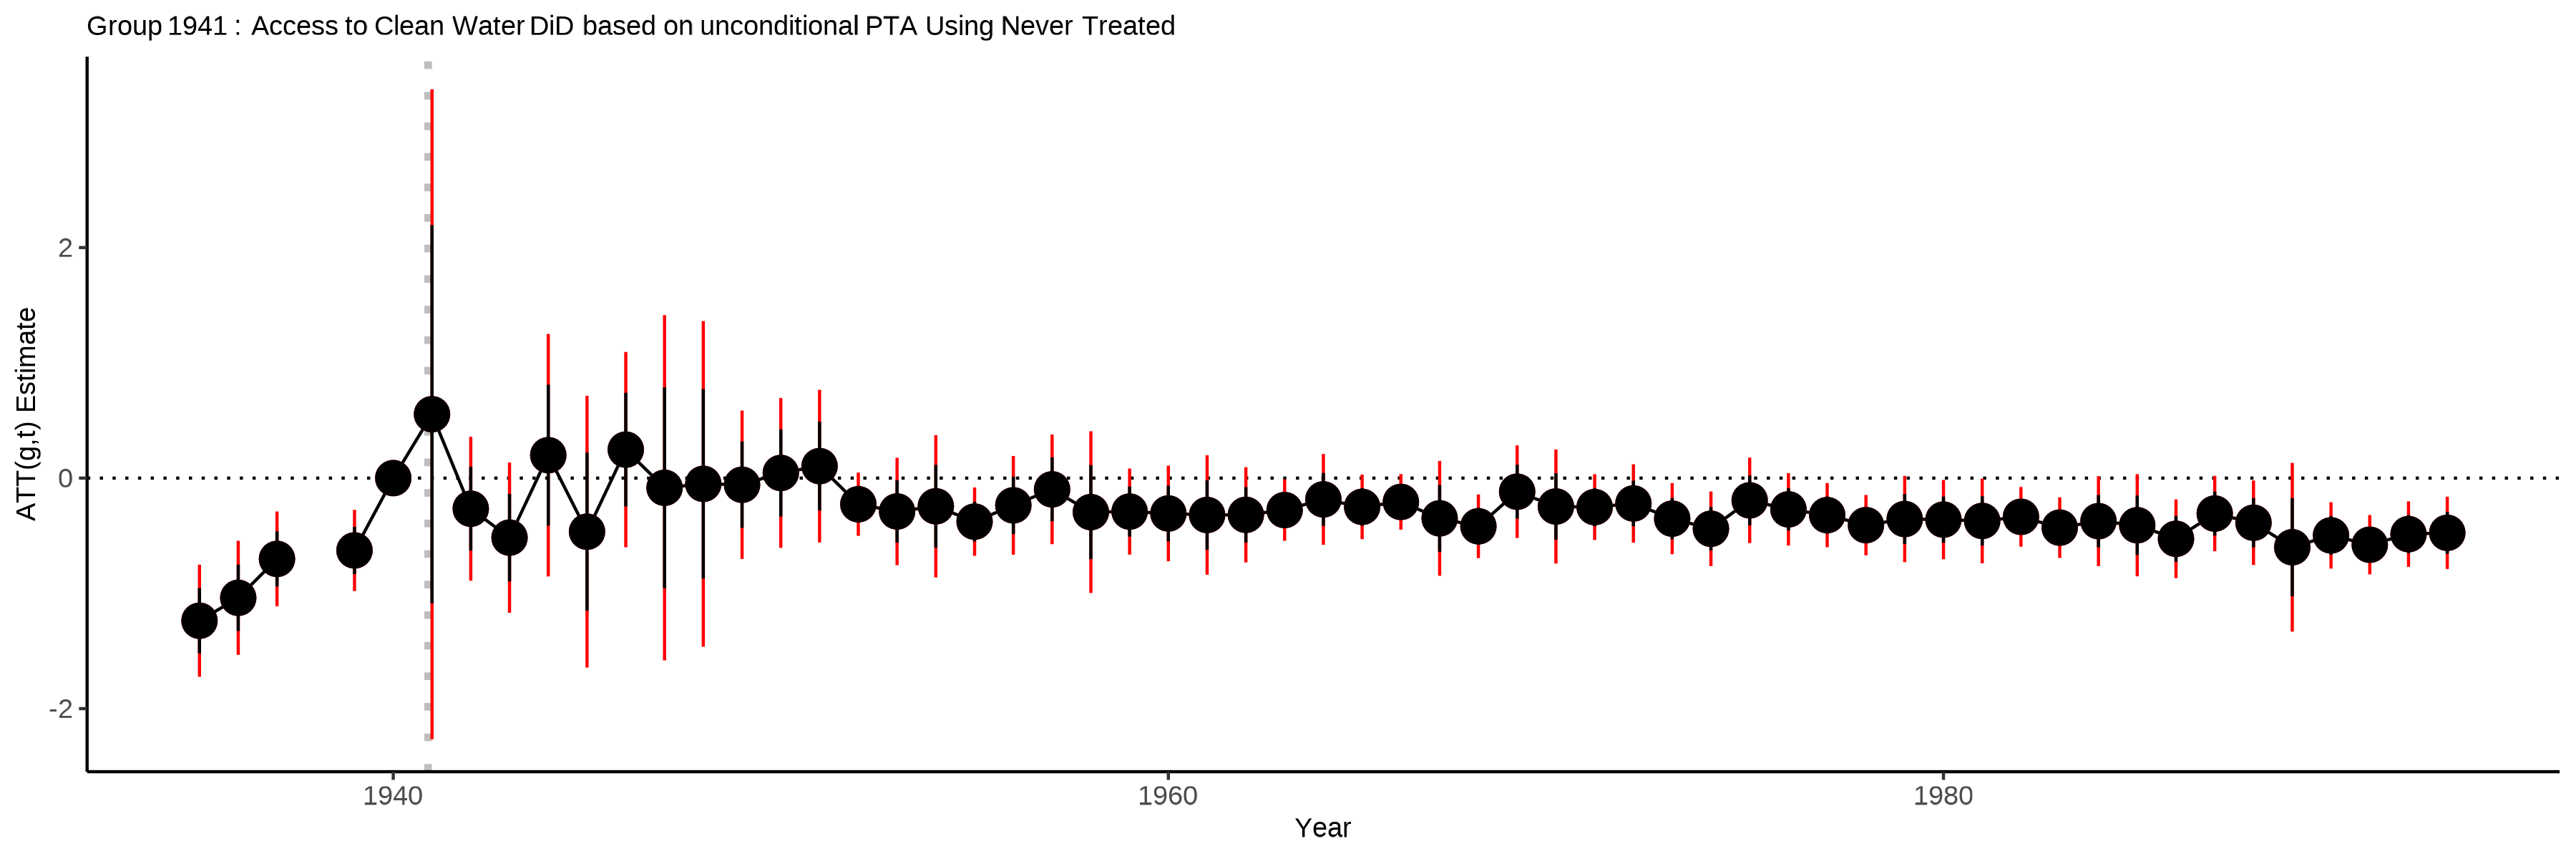 Group 1941 : Access to Clean Water DiD based on unconditional PTA Using Never Treated
ATT(g,t) Estimate
2
0
-2
1940
1960
1980
Year